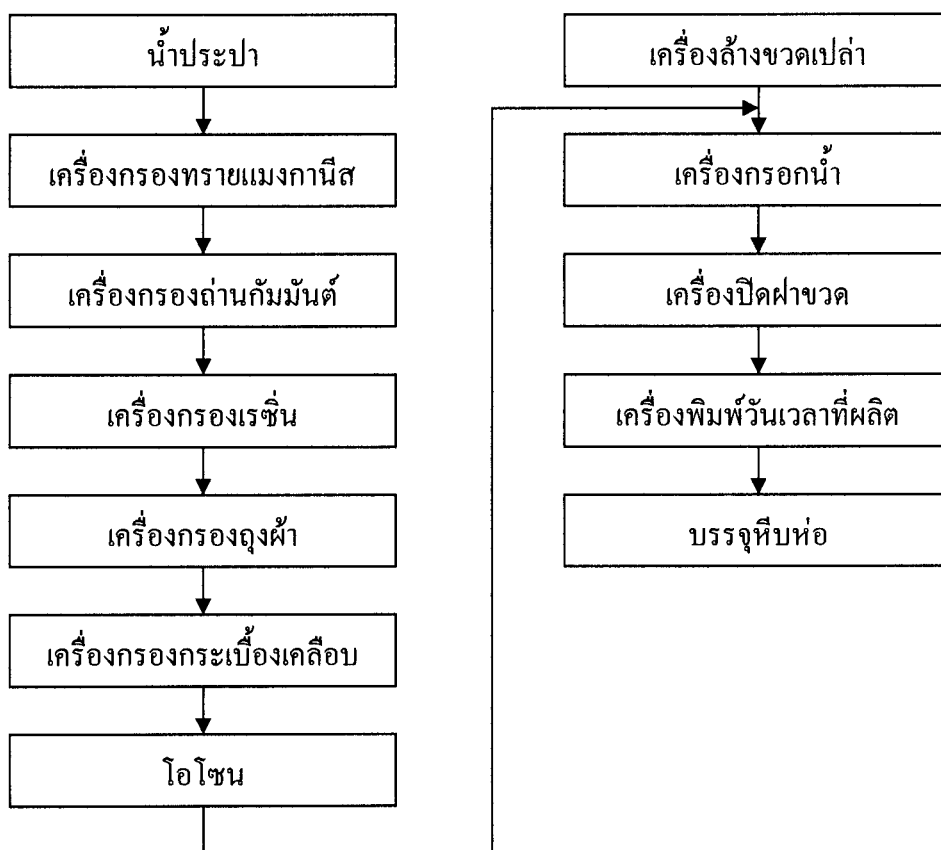 น้ำประปา
เครื่องกรองทรายแมงกานีส
เครื่องกรองถ่านกัมมันต์
เครื่องกรองเรซิ่น
เครื่องกรองถุงผ้า
เครื่องกรองกระเบื้องเคลือบ
โอโซน
เครื่องล้างขวดเปล่า
เครื่องกรอกน้ำ
เครื่องปิดฝาขวด
เครื่องพิมพ์วันเวลาที่ผลิต
บรรจุหีบห่อ